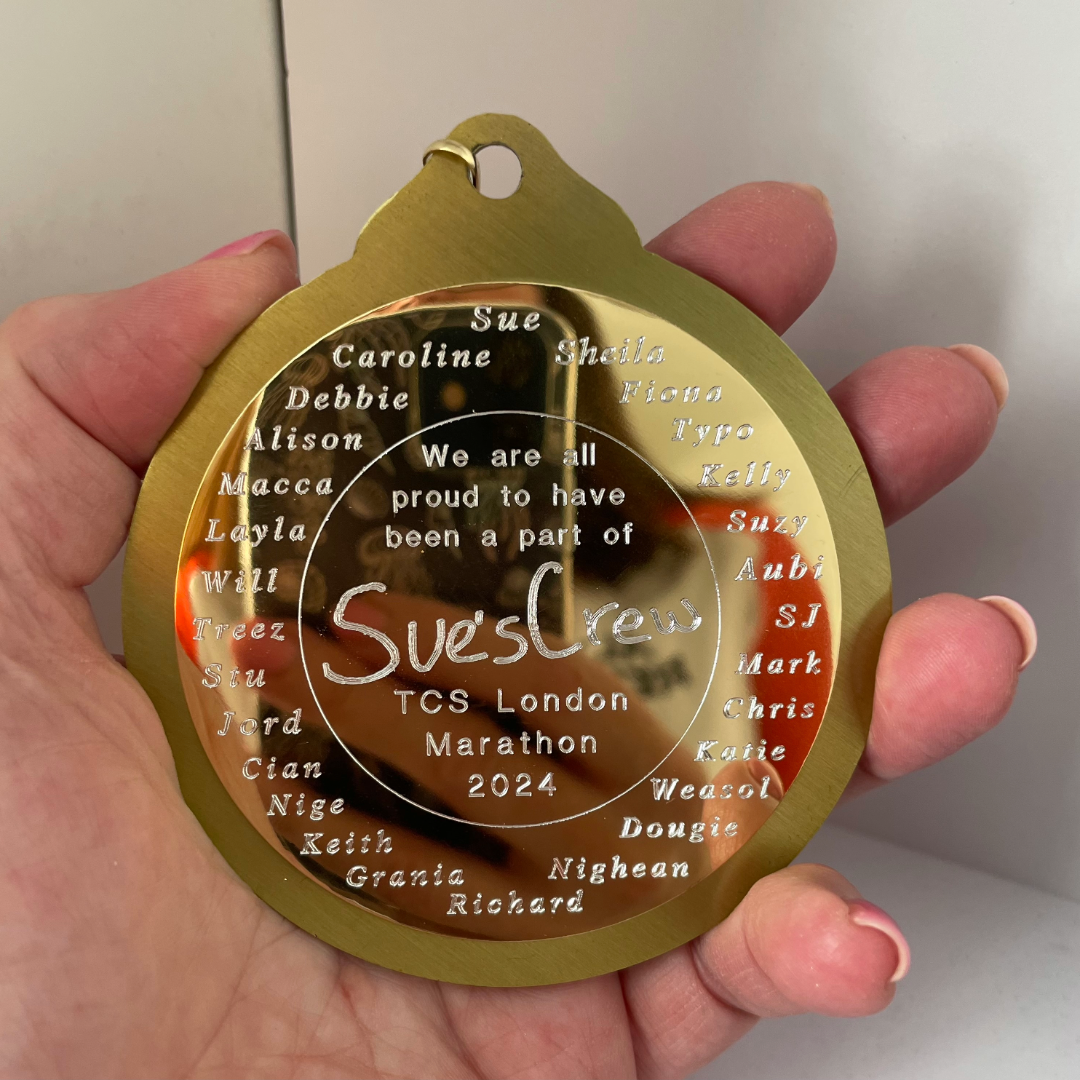 Sue
Caroline Sheila
Debbie Fiona
Alison Typo
Macca Kelly
Layla Suzy
Will Aubi
Treez SJ
Stu Mark
Jord Chris
Cian Katie
Nige Weasol
Keith Dougie
Grania Nighean
Richard
We are all
proud to have
been a part of
Sue'sCrew
TCS London
Marathon
2024